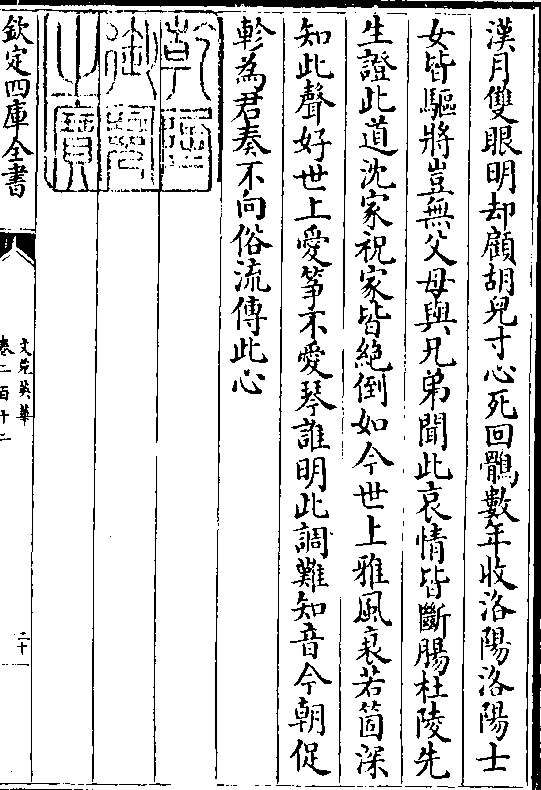 漢月雙眼明却顧胡兒寸心死回鶻數年收洛陽洛陽士
女皆驅將豈無父母與兄弟聞此哀情皆斷腸杜陵先
生證此道沈家祝家皆絶倒如今世上雅風衰若箇深
知此聲好世上愛筝不愛琴誰明此調難知音今朝促
軫為君奏不向俗流傳此心
乾隆
御覽
之寶
欽定四庫全書
文苑英華
卷二百十二
二十